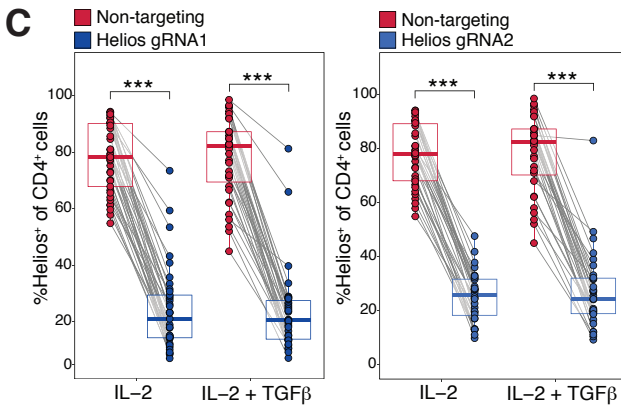 C
Non-targeting
Helios gRNA1
%Helios⁺ of CD4⁺ cells
100
80
60
40
20
0
***
***
IL-2
IL-2 + TGFβ
Non-targeting
Helios gRNA2
%Helios⁺ of CD4⁺ cells
100
80
60
40
20
0
***
***
IL-2
IL-2 + TGFβ